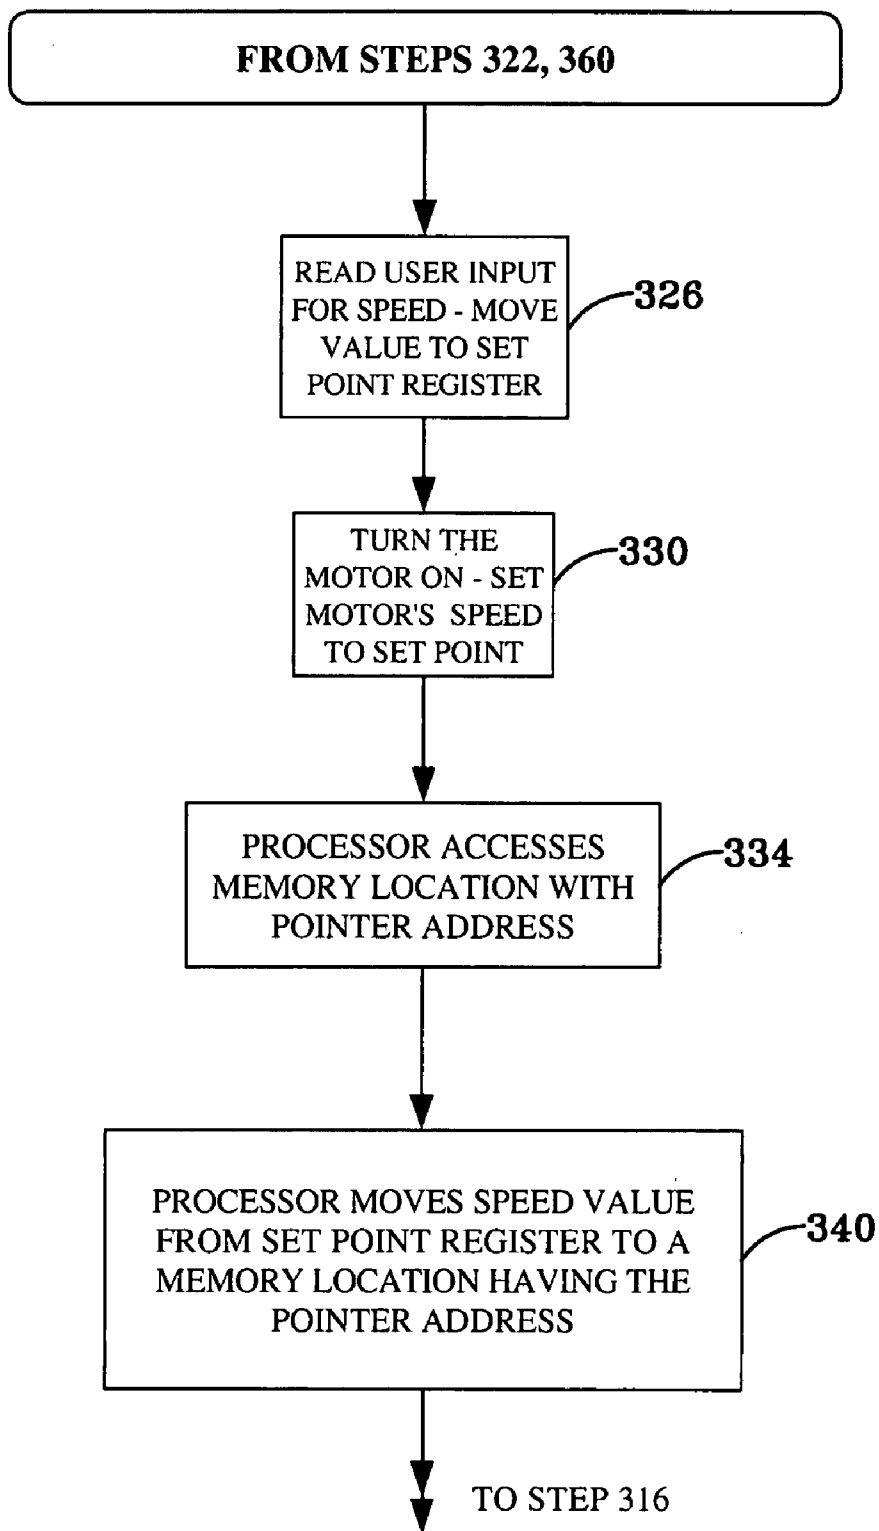 FROM STEPS 322, 360
READ USER INPUT
FOR SPEED - MOVE
VALUE TO SET
POINT REGISTER
326
TURN THE
MOTOR ON - SET
MOTOR'S SPEED
TO SET POINT
330
PROCESSOR ACCESSES
MEMORY LOCATION WITH
POINTER ADDRESS
334
PROCESSOR MOVES SPEED VALUE
FROM SET POINT REGISTER TO A
MEMORY LOCATION HAVING THE
POINTER ADDRESS
340
TO STEP 316